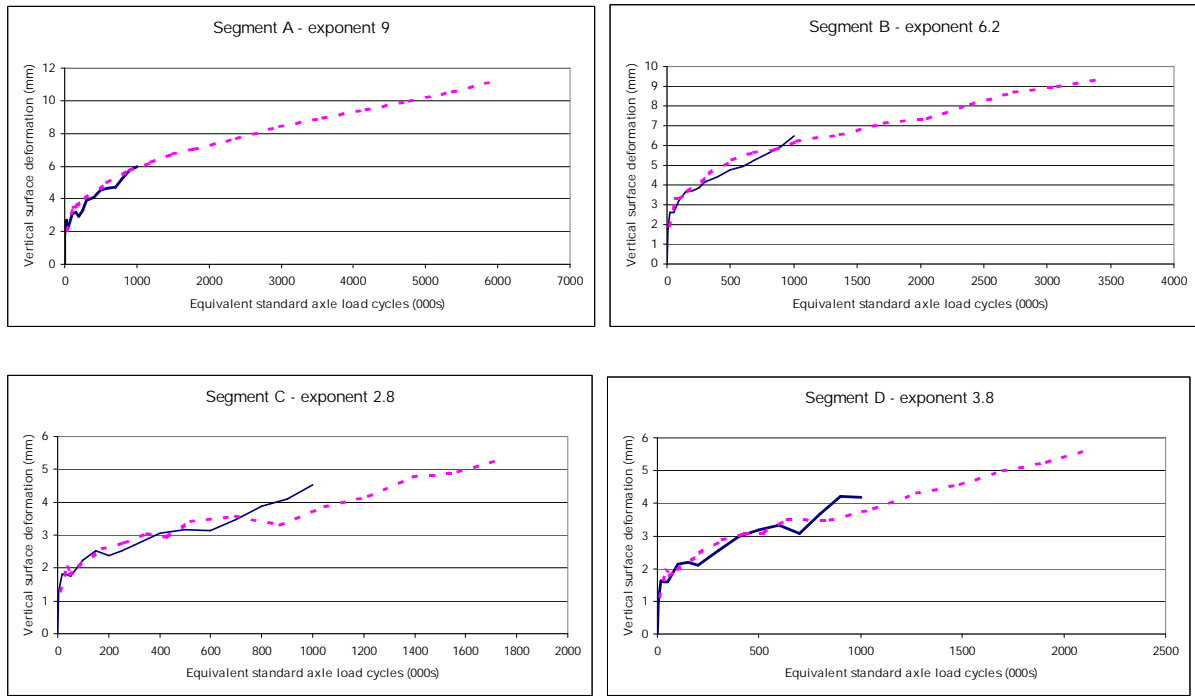 Segment A - exponent 9
Vertical surface deformation (mm)
12
10
8
6
4
2
0
0 1000 2000 3000 4000 5000 6000 7000
Equivalent standard axle load cycles (000s)
Segment B - exponent 6.2
Vertical surface deformation (mm)
10
9
8
7
6
5
4
3
2
1
0
0 500 1000 1500 2000 2500 3000 3500 4000
Equivalent standard axle load cycles (000s)
Segment C - exponent 2.8
Vertical surface deformation (mm)
6
5
4
3
2
1
0
0 200 400 600 800 1000 1200 1400 1600 1800 2000
Equivalent standard axle load cycles (000s)
Segment D - exponent 3.8
Vertical surface deformation (mm)
6
5
4
3
2
1
0
0 500 1000 1500 2000 2500
Equivalent standard axle load cycles (000s)